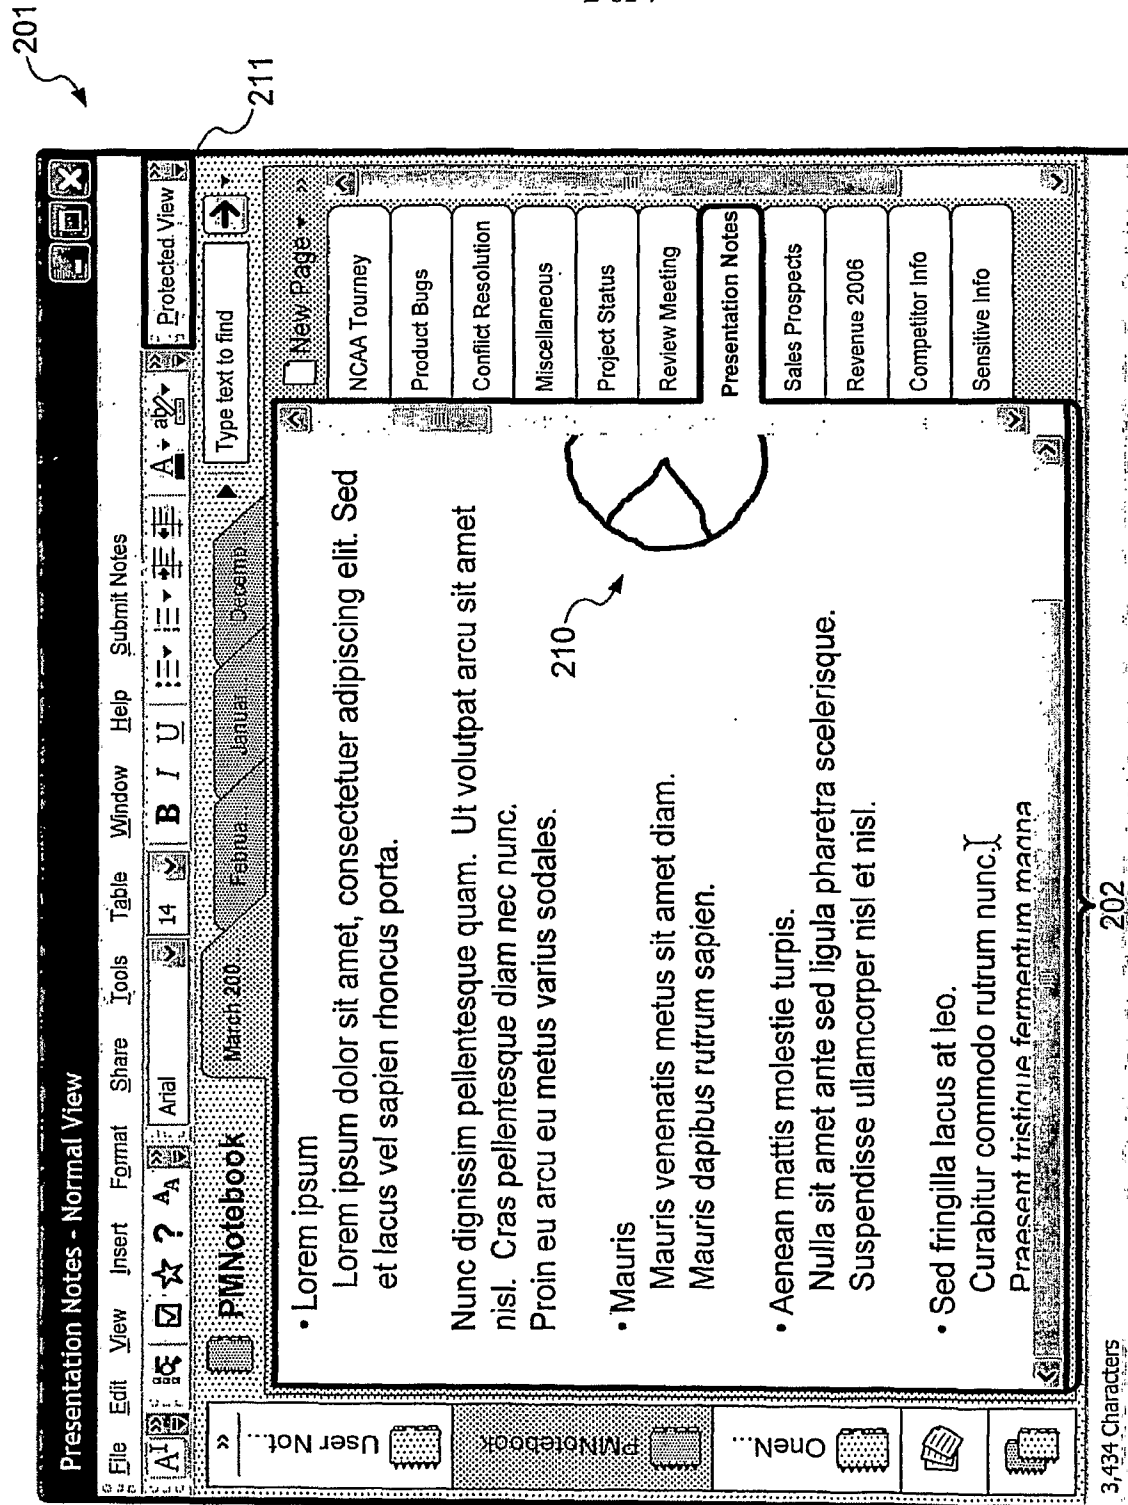 201
Presentation Notes - Normal View
File Edit View Insert Format Share Tools Table Window Help Submit Notes
Arial 14 B I U A Protected View
211
PMNotebook March 200... Februa Januar Decemb Type text to find
New Page
User Not...
PMNotebook
OneN...
NCAA Tourney
Product Bugs
Conflict Resolution
Miscellaneous
Project Status
Review Meeting
Presentation Notes
Sales Prospects
Revenue 2006
Competitor Info
Sensitive Info
• Lorem ipsum
Lorem ipsum dolor sit amet, consectetuer adipiscing elit. Sed
et lacus vel sapien rhoncus porta.
Nunc dignissim pellentesque quam. Ut volutpat arcu sit amet
nisl. Cras pellentesque diam nec nunc.
Proin eu arcu eu metus varius sodales.
210
• Mauris
Mauris venenatis metus sit amet diam.
Mauris dapibus rutrum sapien.
• Aenean mattis molestie turpis.
Nulla sit amet ante sed ligula pharetra scelerisque.
Suspendisse ullamcorper nisl et nisl.
• Sed fringilla lacus at leo.
Curabitur commodo rutrum nunc.
Praesent tristique fermentum magna
202
3,434 Characters